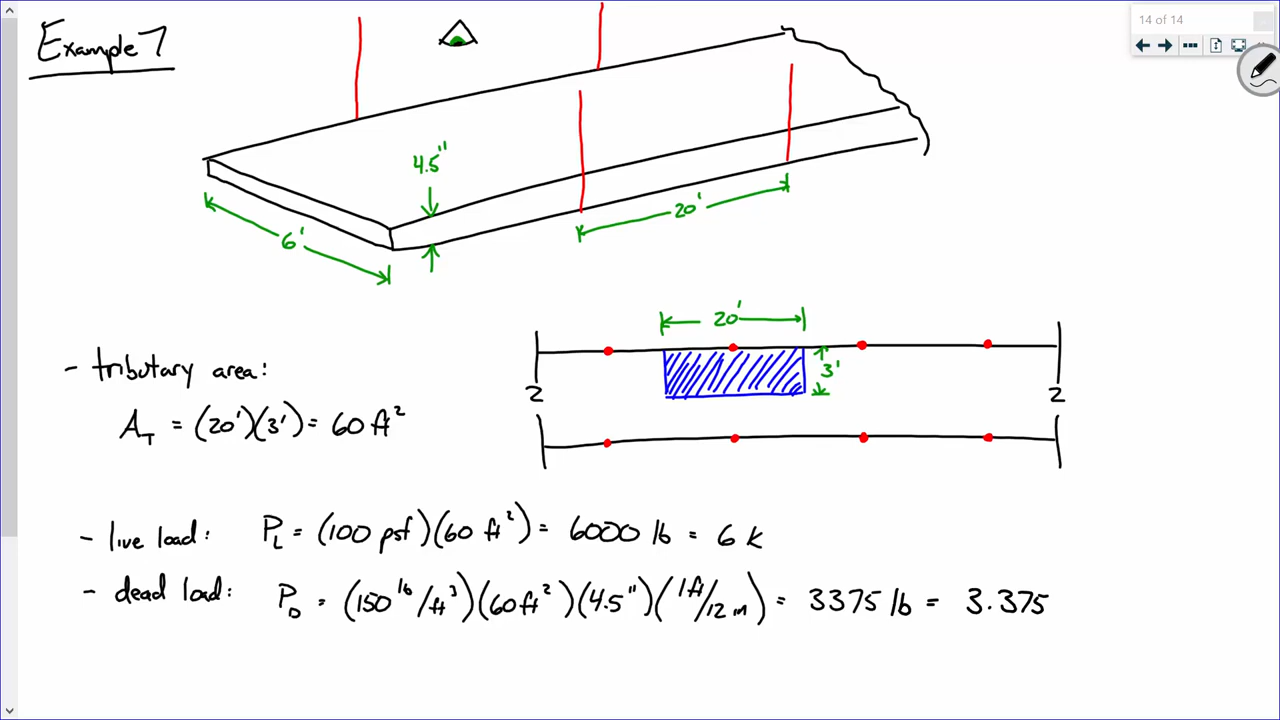 14 of 14
Example 7
4.5"
20'
6'
20'
3'
2 2
- tributary area:
A_T = (20')(3') = 60 ft²
- live load: P_L = (100 psf)(60 ft²) = 6000 lb = 6 k
- dead load: P_D = (150 lb/ft³)(60 ft²)(4.5")(1 ft/12 in) = 3375 lb = 3.375